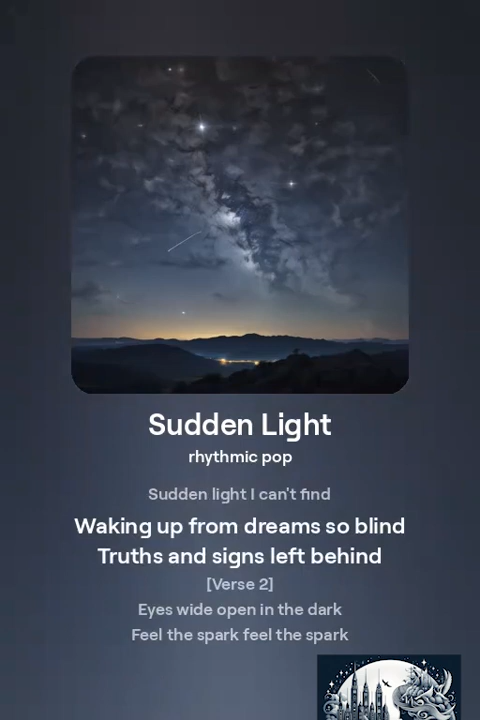 Sudden Light
rhythmic pop
Sudden light I can't find
Waking up from dreams so blind
Truths and signs left behind
[Verse 2]
Eyes wide open in the dark
Feel the spark feel the spark